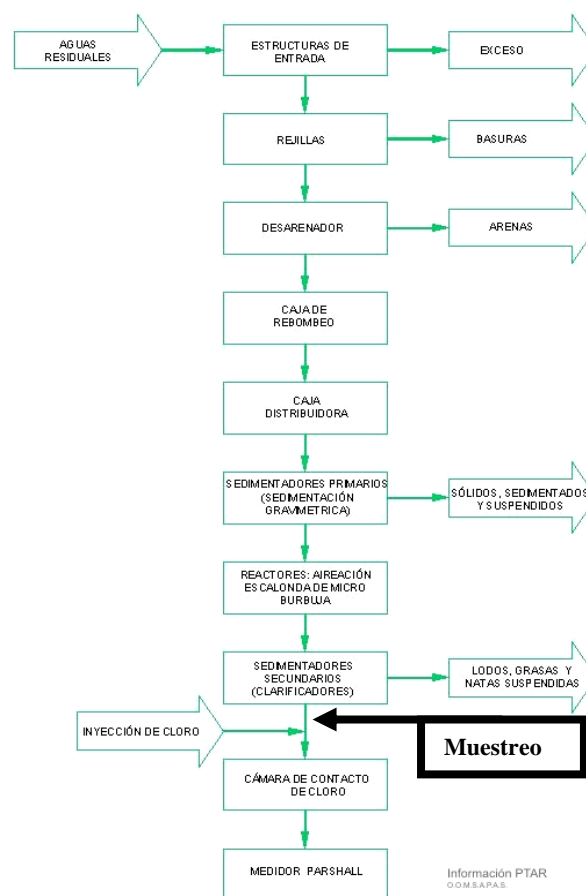 AGUAS
RESIDUALES
ESTRUCTURAS DE
ENTRADA
EXCESO
REJILLAS
BASURAS
DESARENADOR
ARENAS
CAJA DE
REBOMBEO
CAJA
DISTRIBUIDORA
SEDIMENTADORES PRIMARIOS
(SEDIMENTACIÓN
GRAVIMETRICA)
SÓLIDOS, SEDIMENTADOS
Y SUSPENDIDOS
REACTORES: AIREACIÓN
ESCALONDA DE MICRO
BURBUJA
SEDIMENTADORES
SECUNDARIOS
(CLARIFICADORES)
LODOS, GRASAS Y
NATAS SUSPENDIDAS
INYECCIÓN DE CLORO
Muestreo
CÁMARA DE CONTACTO
DE CLORO
MEDIDOR PARSHALL
Información PTAR
O.O.M.S.A.P.A.S.